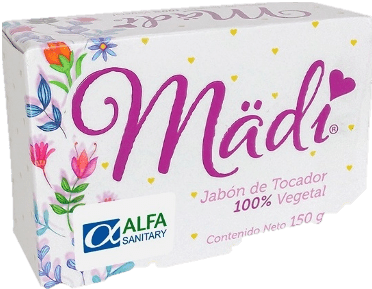 Mädi®
Jabón de Tocador
100% Vegetal
Contenido Neto 150 g
α ALFA
SANITARY